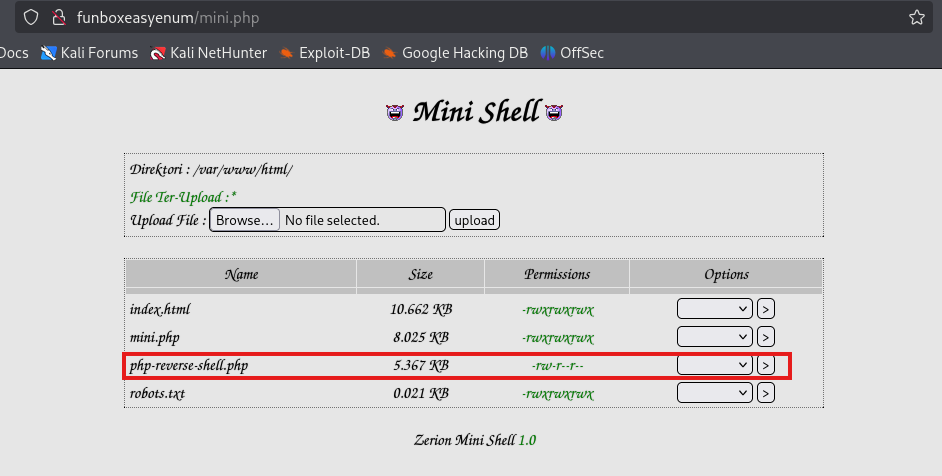 funboxeasyenum/mini.php
Docs Kali Forums Kali NetHunter Exploit-DB Google Hacking DB OffSec
Mini Shell
Direktori : /var/www/html/
File Ter-Upload :*
Upload File : Browse... No file selected. upload
Name Size Permissions Options
index.html 10.662 KB -rwxrwxrwx >
mini.php 8.025 KB -rwxrwxrwx >
php-reverse-shell.php 5.367 KB -rw-r--r-- >
robots.txt 0.021 KB -rwxrwxrwx >
Zerion Mini Shell 1.0